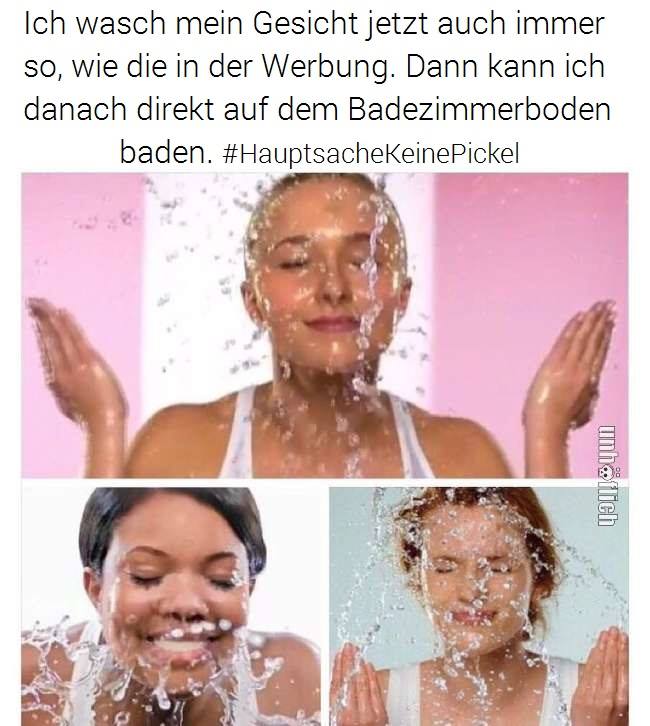 Ich wasch mein Gesicht jetzt auch immer
so, wie die in der Werbung. Dann kann ich
danach direkt auf dem Badezimmerboden
baden. #HauptsacheKeinePickel
unhöflich